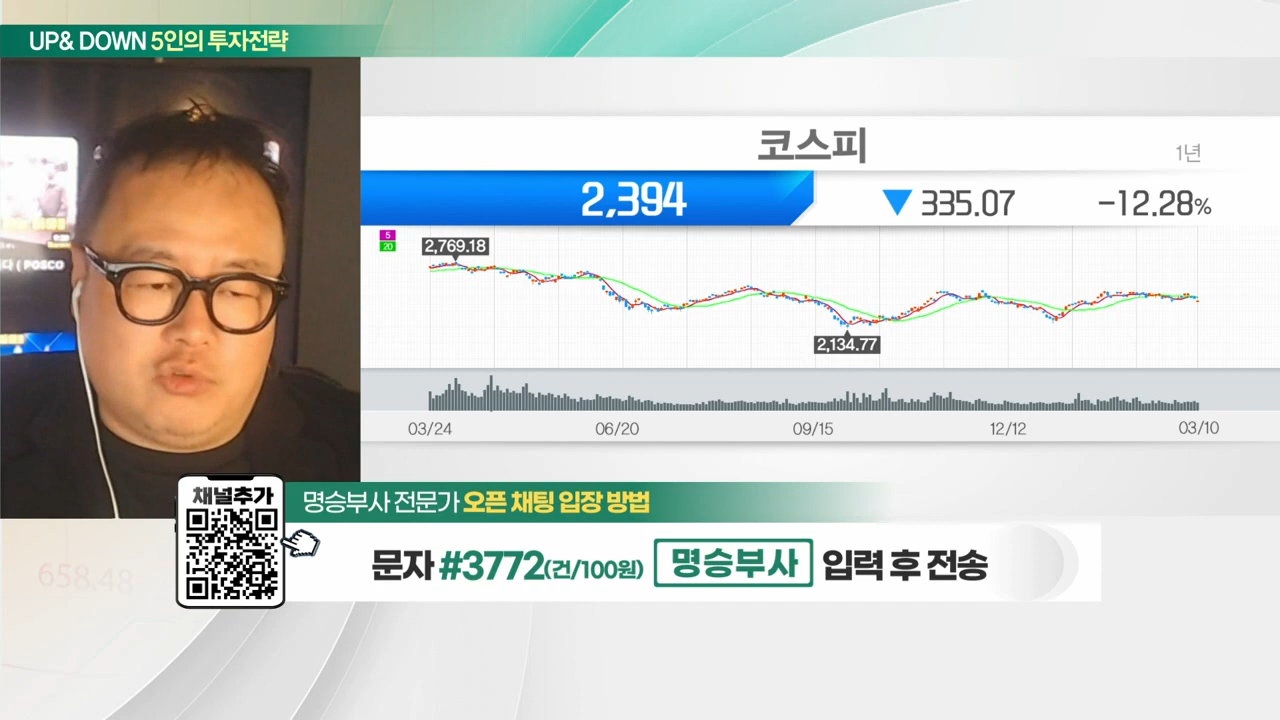 UP& DOWN 5인의 투자전략
다 ( POSCO
코스피
1년
2,394 ▼ 335.07 -12.28%
5
20
2,769.18
2,134.77
03/24 06/20 09/15 12/12 03/10
채널추가
명승부사 전문가 오픈 채팅 입장 방법
문자 #3772(건/100원) 명승부사 입력 후 전송
658.48